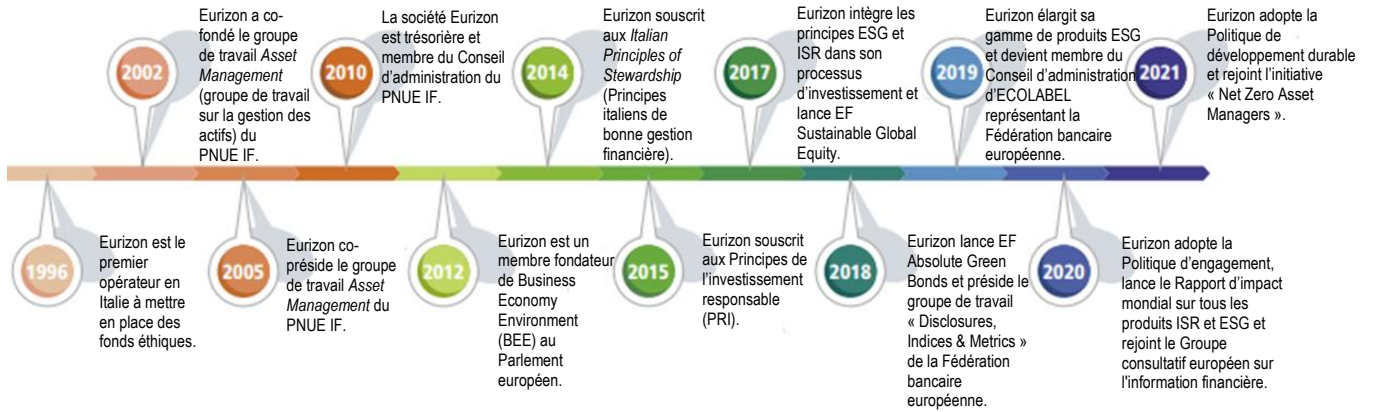 2002
Eurizon a co-
fondé le groupe
de travail Asset
Management
(groupe de travail
sur la gestion des
actifs) du
PNUE IF.
2010
La société Eurizon
est trésorière et
membre du Conseil
d’administration du
PNUE IF.
2014
Eurizon souscrit
aux Italian
Principles of
Stewardship
(Principes
italiens de
bonne gestion
financière).
2017
Eurizon intègre les
principes ESG et
ISR dans son
processus
d’investissement et
lance EF
Sustainable Global
Equity.
2019
Eurizon élargit sa
gamme de produits ESG
et devient membre du
Conseil d’administration
d’ECOLABEL
représentant la
Fédération bancaire
européenne.
2021
Eurizon adopte la
Politique de
développement durable
et rejoint l’initiative
« Net Zero Asset
Managers ».
1996
Eurizon est le
premier
opérateur en
Italie à mettre
en place des
fonds éthiques.
2005
Eurizon co-
préside le groupe
de travail Asset
Management du
PNUE IF.
2012
Eurizon est un
membre fondateur
de Business
Economy
Environment
(BEE) au
Parlement
européen.
2015
Eurizon souscrit
aux Principes de
l’investissement
responsable
(PRI).
2018
Eurizon lance EF
Absolute Green
Bonds et préside le
groupe de travail
« Disclosures,
Indices & Metrics »
de la Fédération
bancaire
européenne.
2020
Eurizon adopte la
Politique d’engagement,
lance le Rapport d’impact
mondial sur tous les
produits ISR et ESG et
rejoint le Groupe
consultatif européen sur
l'information financière.